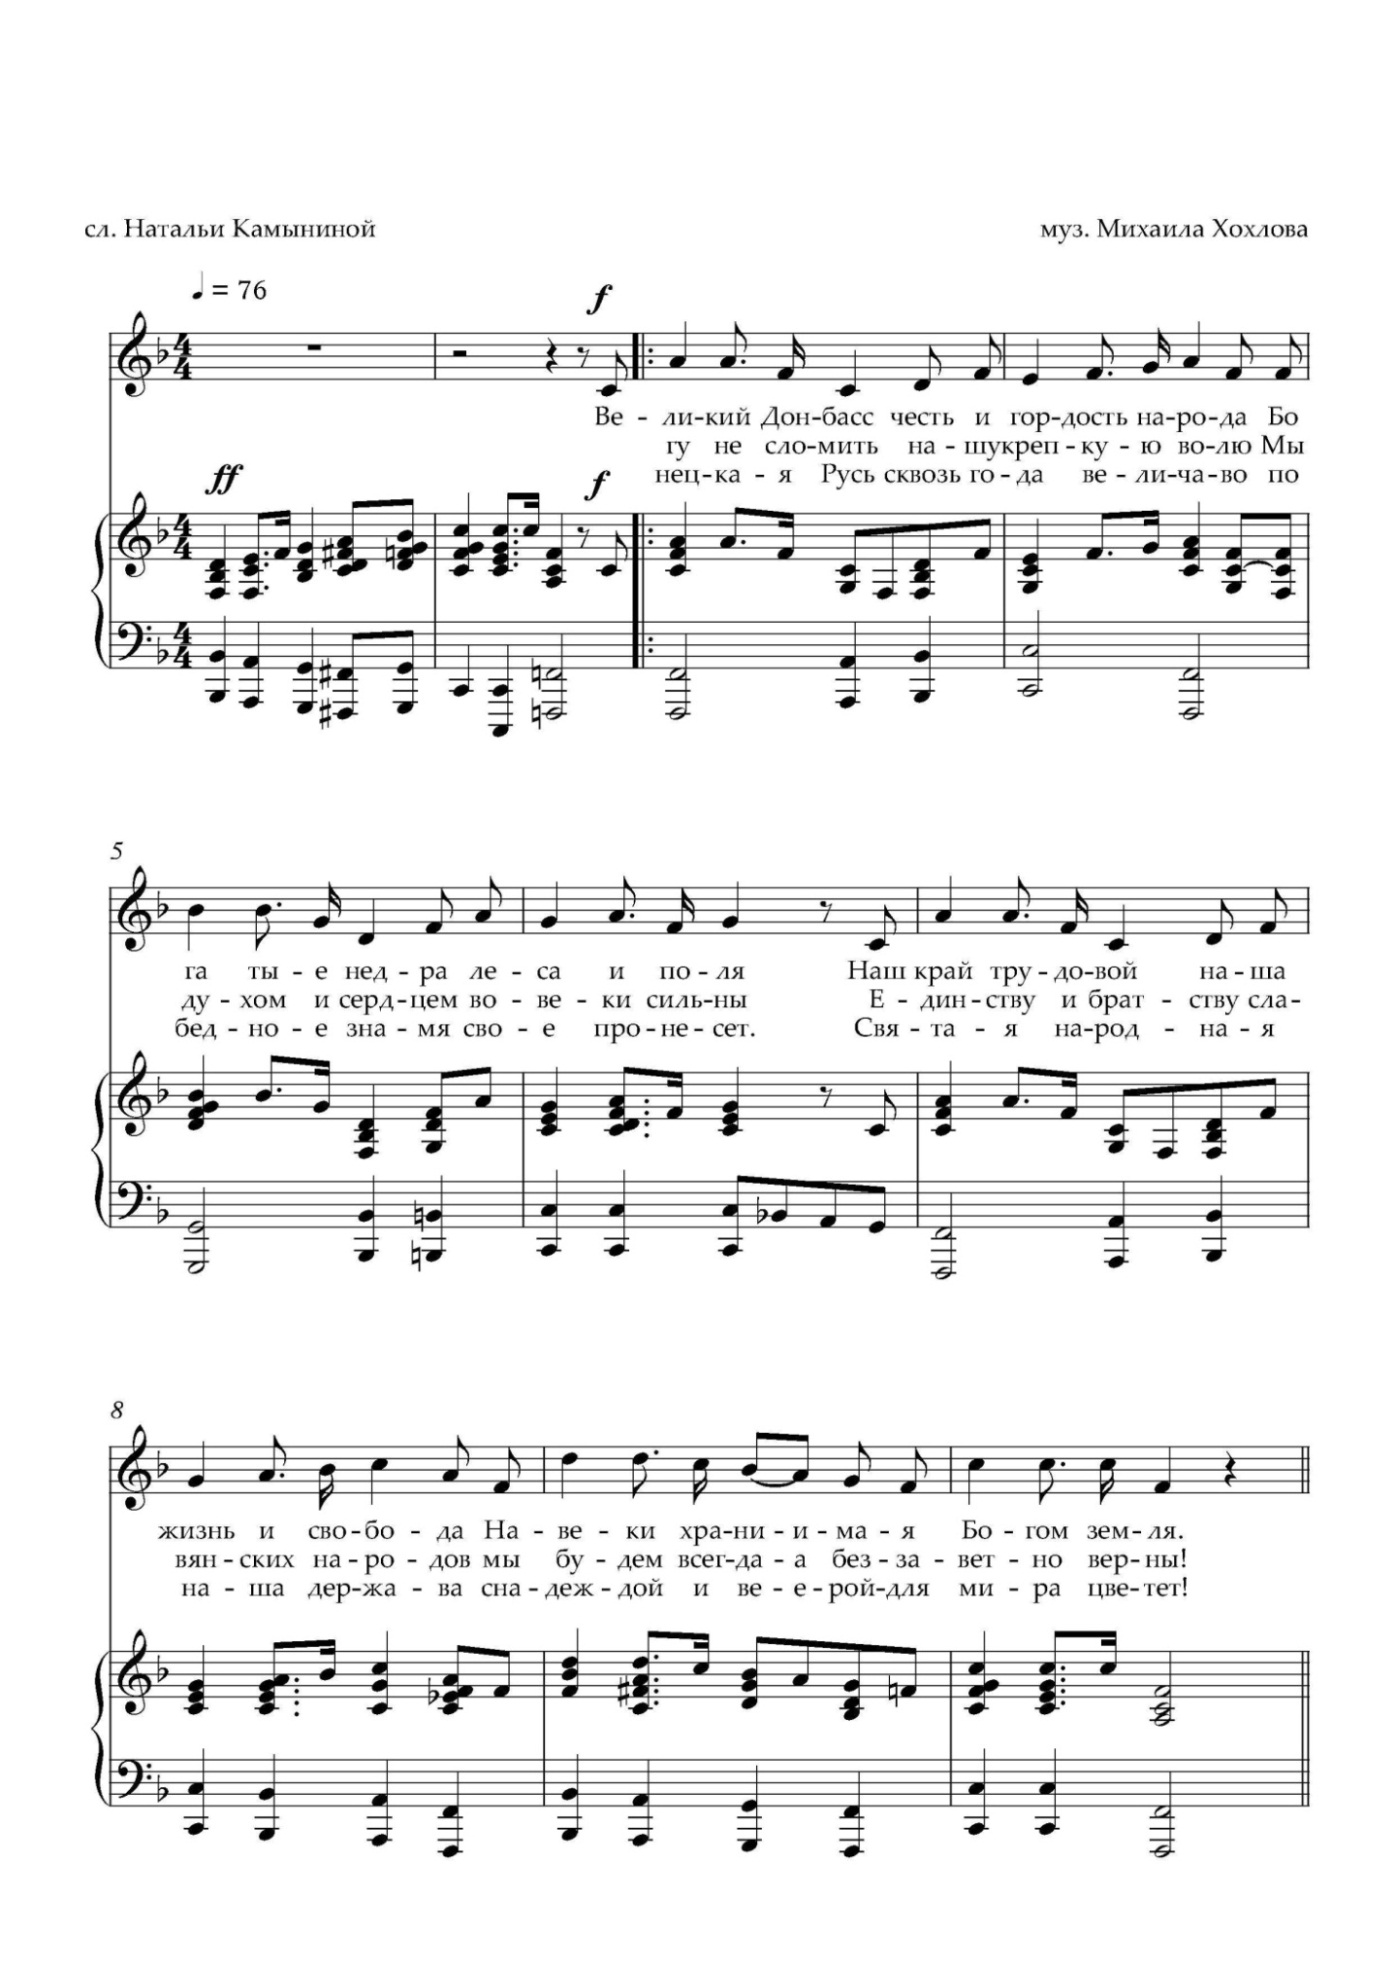 сл. Натальи Камыниной
муз. Михаила Хохлова
= 76
f
Ве - ли-кий Дон-басс честь и гор-дость на-ро-да Бо
гу не сло-мить на-шукреп-ку-ю во-лю Мы
нец-ка-я Русь сквозь го-да ве-ли-ча-во по
ff
f
5
га ты-е нед-ра ле-са и по-ля Наш край тру-до-вой на-ша
ду-хом и серд-цем во-ве-ки силь-ны Е-дин-ству и брат-ству сла-
бед-но-е зна-мя сво-е про-не-сет. Свя-та-я на-род-на-я
8
жизнь и сво-бо-да На-ве-ки хра-ни-и-ма-я Бо-гом зем-ля.
вян-ских на-ро-дов мы бу-дем всег-да-а без-за-вет-но вер-ны!
на-ша дер-жа-ва сна-деж-дой и ве-е-рой-для ми-ра цве-тет!